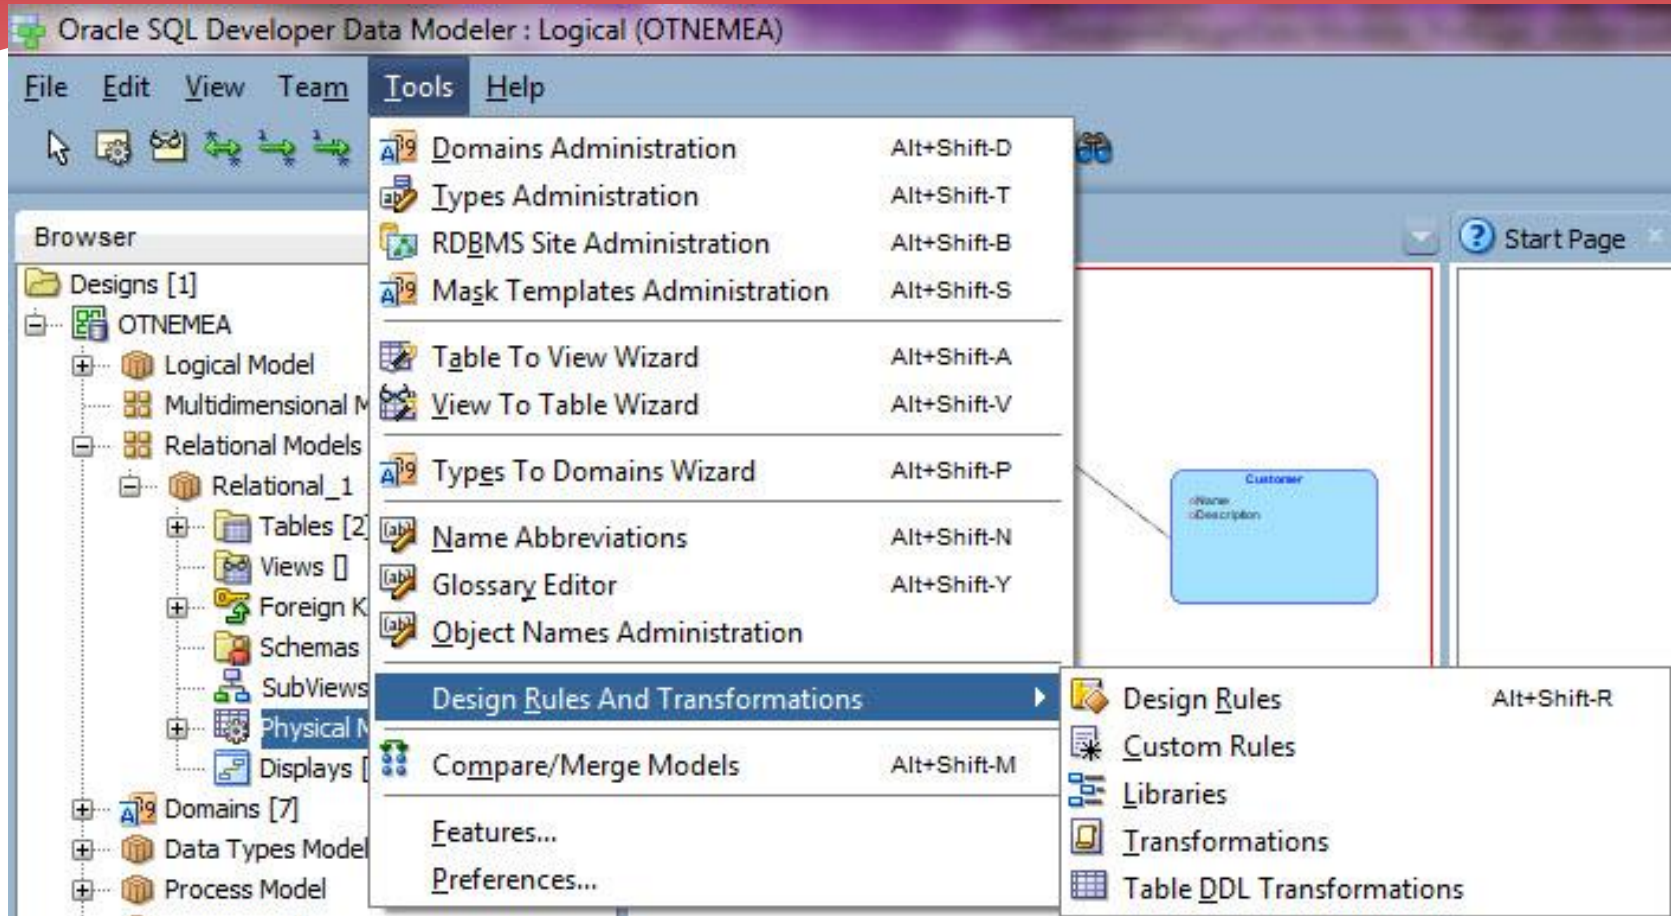 Oracle SQL Developer Data Modeler : Logical (OTNEMEA)
File Edit View Team Tools Help
Domains Administration Alt+Shift-D
Types Administration Alt+Shift-T
RDBMS Site Administration Alt+Shift-B
Mask Templates Administration Alt+Shift-S
Table To View Wizard Alt+Shift-A
View To Table Wizard Alt+Shift-V
Types To Domains Wizard Alt+Shift-P
Name Abbreviations Alt+Shift-N
Glossary Editor Alt+Shift-Y
Object Names Administration
Design Rules And Transformations
Compare/Merge Models Alt+Shift-M
Features...
Preferences...
Design Rules Alt+Shift-R
Custom Rules
Libraries
Transformations
Table DDL Transformations
Browser
Designs [1]
OTNEMEA
Logical Model
Multidimensional M
Relational Models
Relational_1
Tables [2]
Views []
Foreign K
Schemas
SubViews
Physical M
Displays [
Domains [7]
Data Types Model
Process Model
Start Page
Customer
Name
Description